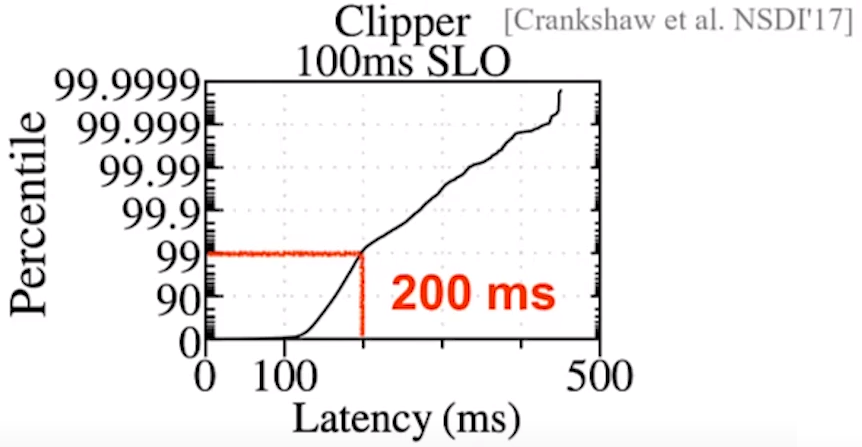 Clipper [Crankshaw et al. NSDI'17]
100ms SLO
99.9999
99.999
99.99
99.9
99
90
0
Percentile
200 ms
0 100 500
Latency (ms)